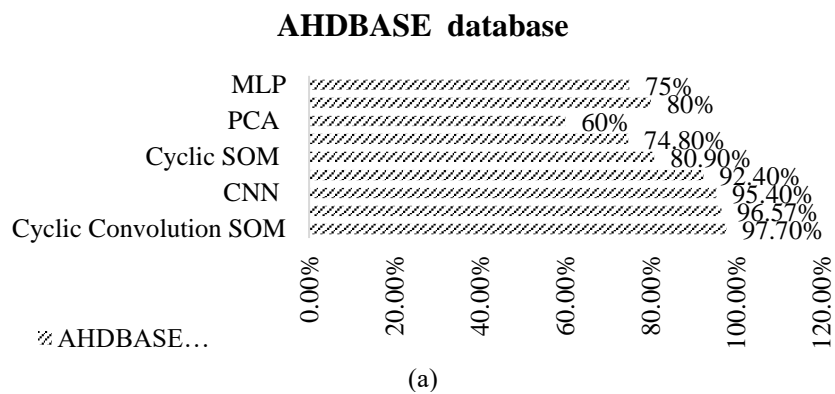 AHDBASE database
MLP
75%
80%
PCA
60%
74.80%
Cyclic SOM
80.90%
92.40%
CNN
95.40%
96.57%
Cyclic Convolution SOM
97.70%
0.00%
20.00%
40.00%
60.00%
80.00%
100.00%
120.00%
AHDBASE…
(a)